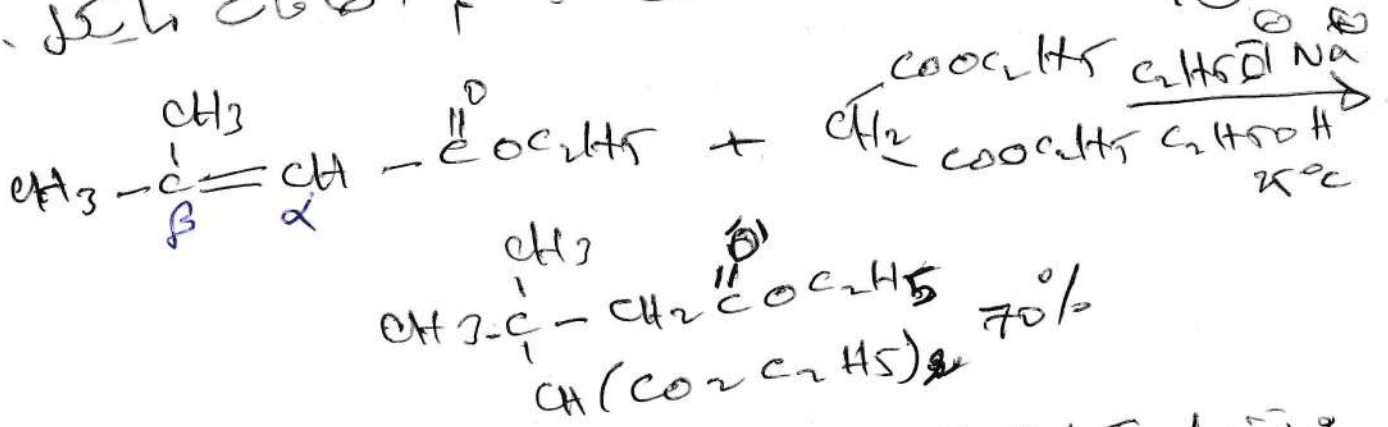 CH3 O
COOC2H5 C2H5O⊖ Na⊕
CH3 - C = CH - C OC2H5 + CH2
β α COOC2H5 C2H5OH
25°C
CH3 O
CH3 - C - CH2 C OC2H5 70%
CH(CO2C2H5)2